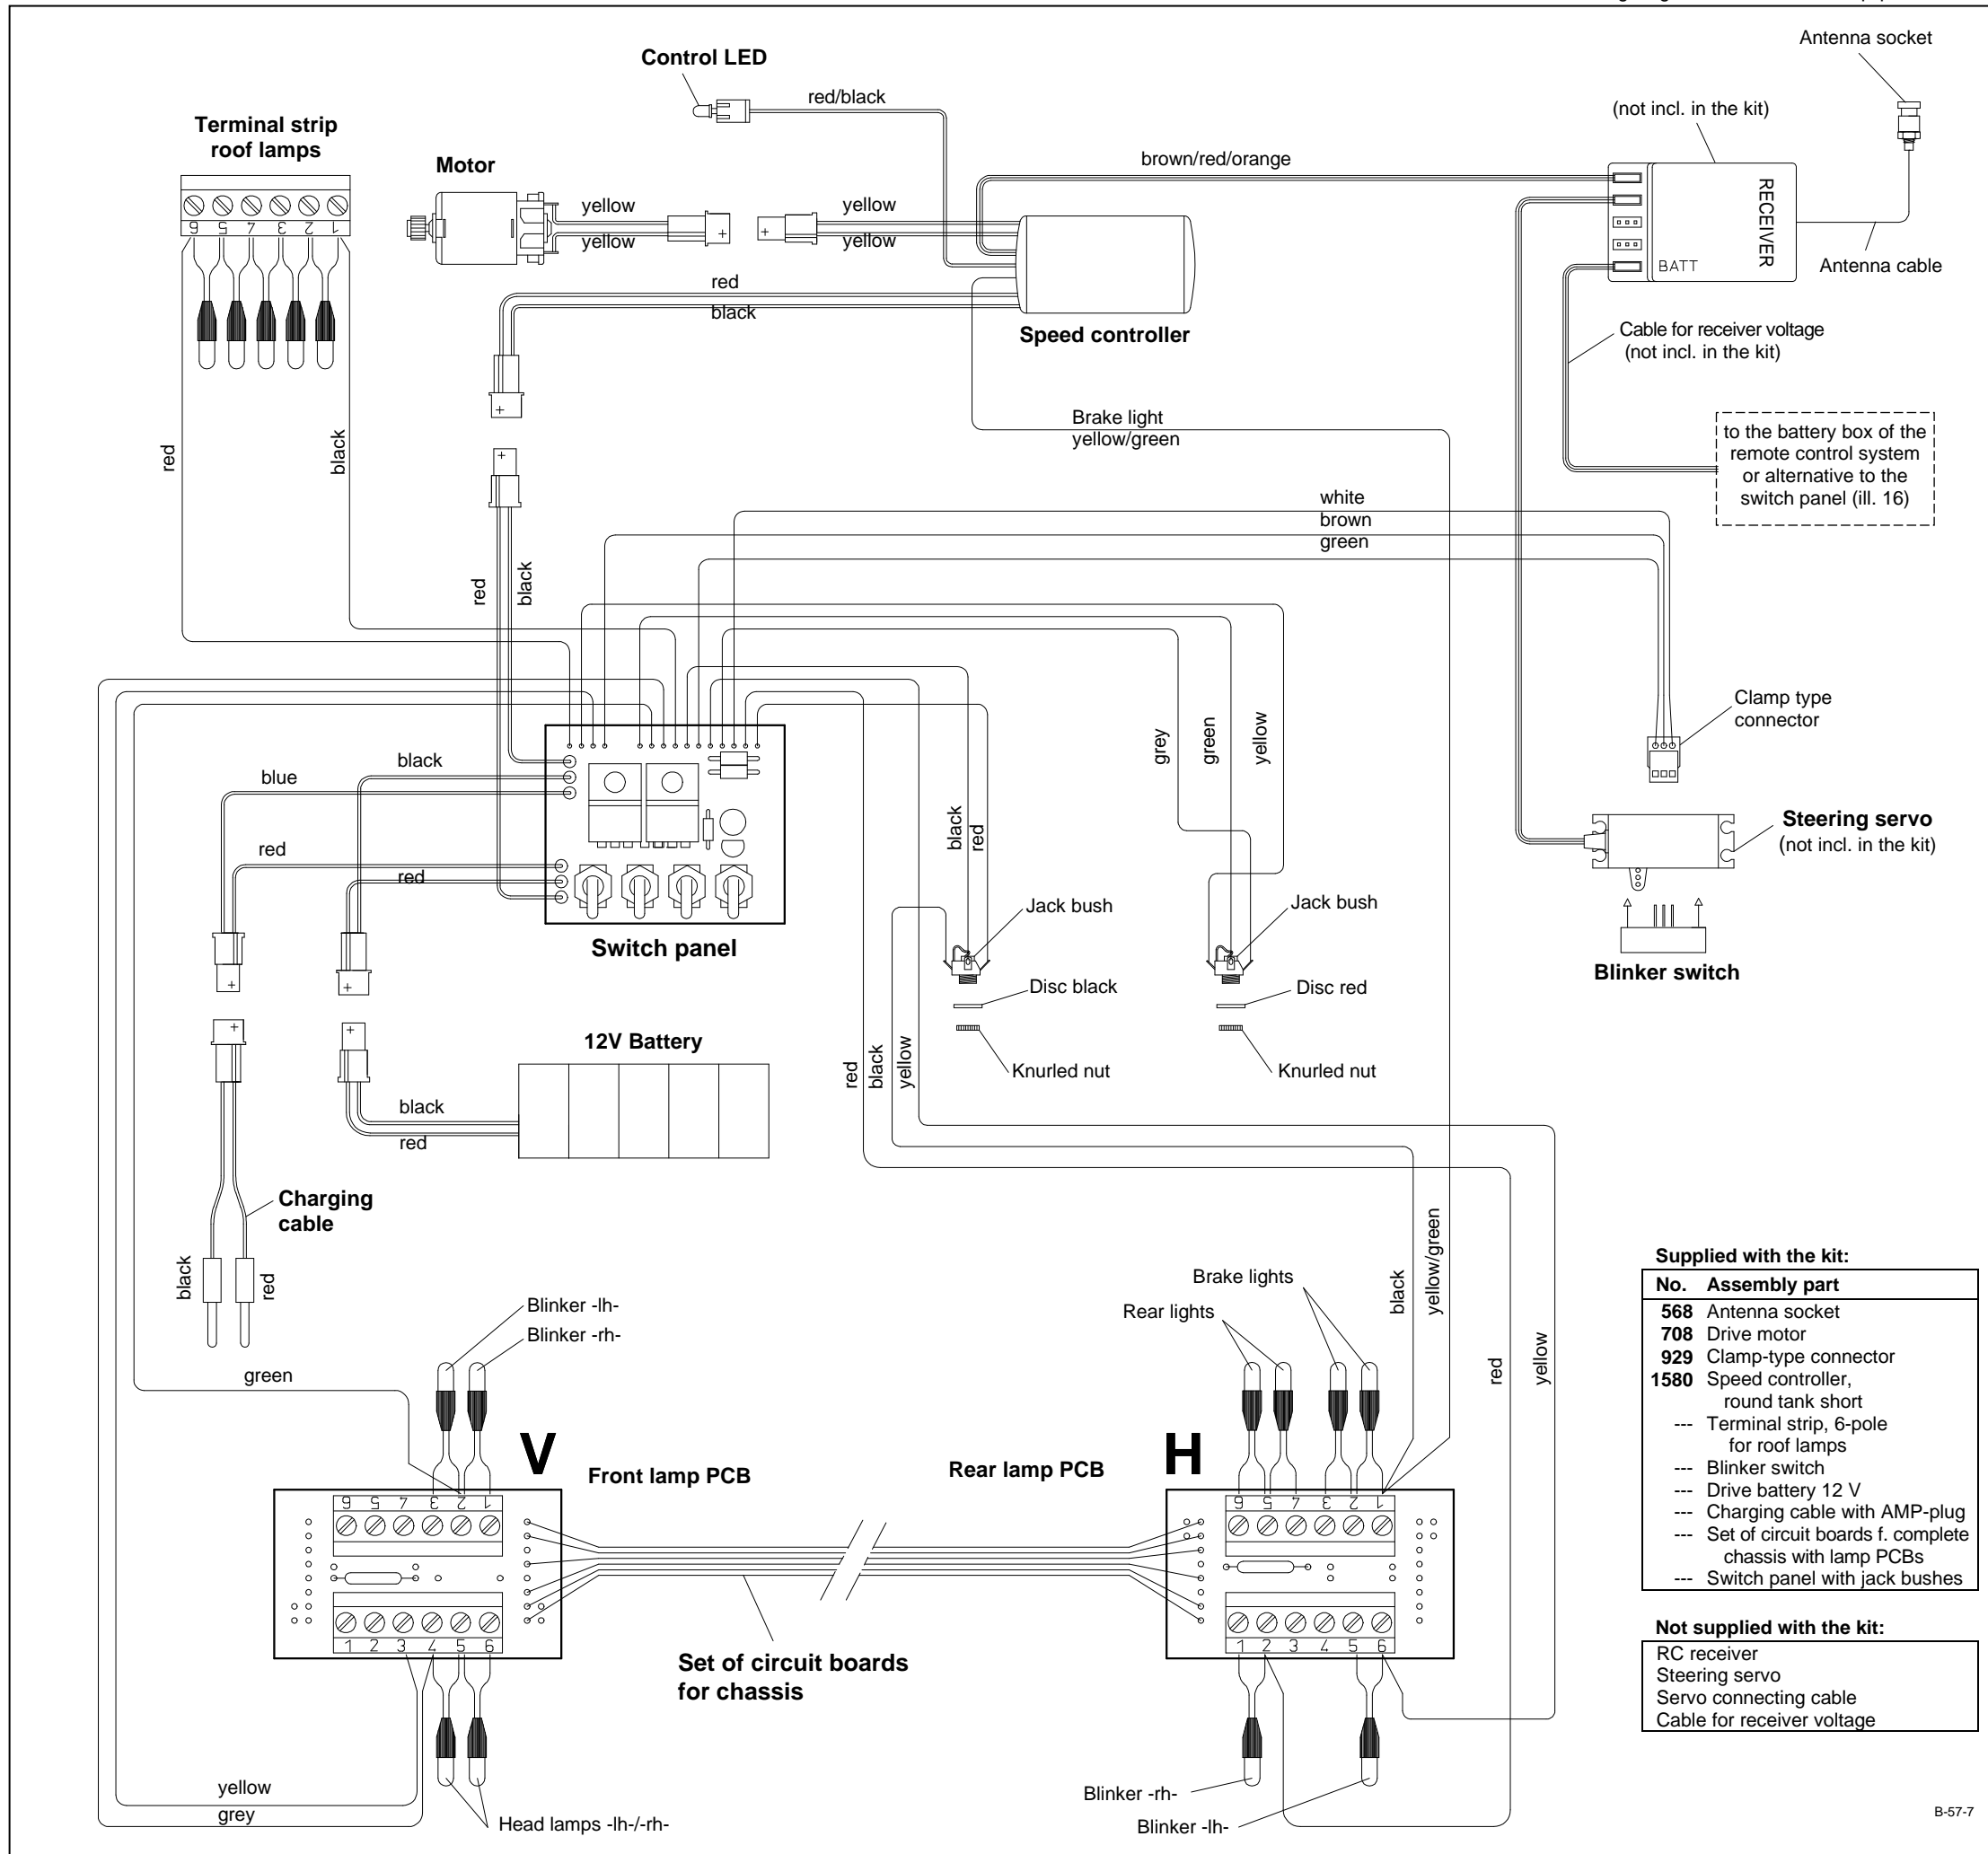 Antenna socket
Control LED
red/black
(not incl. in the kit)
Terminal strip
roof lamps
Motor
brown/red/orange
RECEIVER
yellow
yellow
yellow
yellow
+
+
BATT
Antenna cable
6 5 4 3 2 1
red
black
Speed controller
Cable for receiver voltage
(not incl. in the kit)
+
Brake light
yellow/green
to the battery box of the
remote control system
or alternative to the
switch panel (ill. 16)
red
black
+
white
brown
green
red
black
Clamp type
connector
grey
green
yellow
black
blue
black
red
red
red
Steering servo
(not incl. in the kit)
Jack bush
Jack bush
Switch panel
Blinker switch
+
+
Disc black
Disc red
+
+
12V Battery
Knurled nut
Knurled nut
red
black
yellow
black
red
Charging
cable
black
red
black
yellow/green
red
yellow
Brake lights
Rear lights
Blinker -lh-
Blinker -rh-
green
V
Front lamp PCB
Rear lamp PCB
H
6 5 4 3 2 1
6 5 4 3 2 1
1 2 3 4 5 6
1 2 3 4 5 6
Set of circuit boards
for chassis
yellow
grey
Head lamps -lh-/-rh-
Blinker -rh-
Blinker -lh-
Supplied with the kit:
No. Assembly part
568 Antenna socket
708 Drive motor
929 Clamp-type connector
1580 Speed controller,
round tank short
--- Terminal strip, 6-pole
for roof lamps
--- Blinker switch
--- Drive battery 12 V
--- Charging cable with AMP-plug
--- Set of circuit boards f. complete
chassis with lamp PCBs
--- Switch panel with jack bushes
Not supplied with the kit:
RC receiver
Steering servo
Servo connecting cable
Cable for receiver voltage
B-57-7